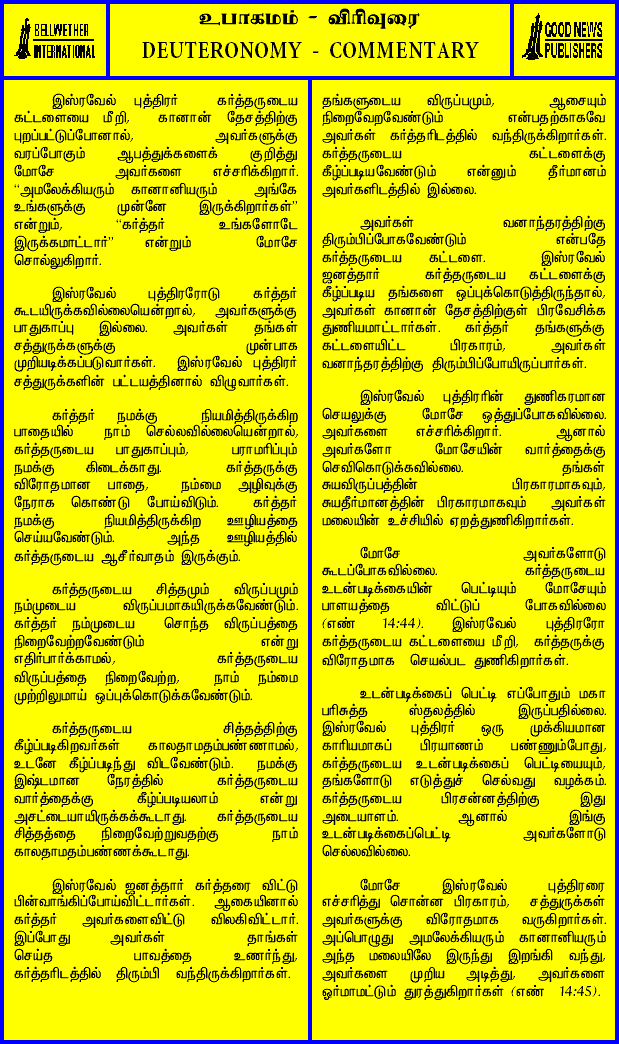 BELLWETHER
INTERNATIONAL
உபாகமம் - விரிவுரை
DEUTERONOMY - COMMENTARY
GOOD NEWS
PUBLISHERS
இஸ்ரவேல் புத்திரர் கர்த்தருடைய
கட்டளையை மீறி, கானான் தேசத்திற்கு
புறப்பட்டுப்போனால், அவர்களுக்கு
வரப்போகும் ஆபத்துக்களைக் குறித்து
மோசே அவர்களை எச்சரிக்கிறார்.
“அமலேக்கியரும் கானானியரும் அங்கே
உங்களுக்கு முன்னே இருக்கிறார்கள்”
என்றும், “கர்த்தர் உங்களோடே
இருக்கமாட்டார்” என்றும் மோசே
சொல்லுகிறார்.
இஸ்ரவேல் புத்திரரோடு கர்த்தர்
கூடயிருக்கவில்லையென்றால், அவர்களுக்கு
பாதுகாப்பு இல்லை. அவர்கள் தங்கள்
சத்துருக்களுக்கு முன்பாக
முறியடிக்கப்படுவார்கள். இஸ்ரவேல் புத்திரர்
சத்துருக்களின் பட்டயத்தினால் விழுவார்கள்.
கர்த்தர் நமக்கு நியமித்திருக்கிற
பாதையில் நாம் செல்லவில்லையென்றால்,
கர்த்தருடைய பாதுகாப்பும், பராமரிப்பும்
நமக்கு கிடைக்காது. கர்த்தருக்கு
விரோதமான பாதை, நம்மை அழிவுக்கு
நேராக கொண்டு போய்விடும். கர்த்தர்
நமக்கு நியமித்திருக்கிற ஊழியத்தை
செய்யவேண்டும். அந்த ஊழியத்தில்
கர்த்தருடைய ஆசீர்வாதம் இருக்கும்.
கர்த்தருடைய சித்தமும் விருப்பமும்
நம்முடைய விருப்பமாகயிருக்கவேண்டும்.
கர்த்தர் நம்முடைய சொந்த விருப்பத்தை
நிறைவேற்றவேண்டும் என்று
எதிர்பார்க்காமல், கர்த்தருடைய
விருப்பத்தை நிறைவேற்ற, நாம் நம்மை
முற்றிலுமாய் ஒப்புக்கொடுக்கவேண்டும்.
கர்த்தருடைய சித்தத்திற்கு
கீழ்ப்படிகிறவர்கள் காலதாமதம்பண்ணாமல்,
உடனே கீழ்ப்படிந்து விடவேண்டும். நமக்கு
இஷ்டமான நேரத்தில் கர்த்தருடைய
வார்த்தைக்கு கீழ்ப்படியலாம் என்று
அசட்டையாயிருக்கக்கூடாது. கர்த்தருடைய
சித்தத்தை நிறைவேற்றுவதற்கு நாம்
காலதாமதம்பண்ணக்கூடாது.
இஸ்ரவேல் ஜனத்தார் கர்த்தரை விட்டு
பின்வாங்கிப்போய்விட்டார்கள். ஆகையினால்
கர்த்தர் அவர்களைவிட்டு விலகிவிட்டார்.
இப்போது அவர்கள் தாங்கள்
செய்த பாவத்தை உணர்ந்து,
கர்த்தரிடத்தில் திரும்பி வந்திருக்கிறார்கள்.
தங்களுடைய விருப்பமும், ஆசையும்
நிறைவேறவேண்டும் என்பதற்காகவே
அவர்கள் கர்த்தரிடத்தில் வந்திருக்கிறார்கள்.
கர்த்தருடைய கட்டளைக்கு
கீழ்ப்படியவேண்டும் என்னும் தீர்மானம்
அவர்களிடத்தில் இல்லை.
அவர்கள் வனாந்தரத்திற்கு
திரும்பிப்போகவேண்டும் என்பதே
கர்த்தருடைய கட்டளை. இஸ்ரவேல்
ஜனத்தார் கர்த்தருடைய கட்டளைக்கு
கீழ்ப்படிய தங்களை ஒப்புக்கொடுத்திருந்தால்,
அவர்கள் கானான் தேசத்திற்குள் பிரவேசிக்க
துணியமாட்டார்கள். கர்த்தர் தங்களுக்கு
கட்டளையிட்ட பிரகாரம், அவர்கள்
வனாந்தரத்திற்கு திரும்பிப்போயிருப்பார்கள்.
இஸ்ரவேல் புத்திரரின் துணிகரமான
செயலுக்கு மோசே ஒத்துப்போகவில்லை.
அவர்களை எச்சரிக்கிறார். ஆனால்
அவர்களோ மோசேயின் வார்த்தைக்கு
செவிகொடுக்கவில்லை. தங்கள்
சுயவிருப்பத்தின் பிரகாரமாகவும்,
சுயதீர்மானத்தின் பிரகாரமாகவும் அவர்கள்
மலையின் உச்சியில் ஏறத்துணிகிறார்கள்.
மோசே அவர்களோடு
கூடப்போகவில்லை. கர்த்தருடைய
உடன்படிக்கையின் பெட்டியும் மோசேயும்
பாளயத்தை விட்டுப் போகவில்லை
(எண் 14:44). இஸ்ரவேல் புத்திரரோ
கர்த்தருடைய கட்டளையை மீறி, கர்த்தருக்கு
விரோதமாக செயல்பட துணிகிறார்கள்.
உடன்படிக்கைப் பெட்டி எப்போதும் மகா
பரிசுத்த ஸ்தலத்தில் இருப்பதில்லை.
இஸ்ரவேல் புத்திரர் ஒரு முக்கியமான
காரியமாகப் பிரயாணம் பண்ணும்போது,
கர்த்தருடைய உடன்படிக்கைப் பெட்டியையும்,
தங்களோடு எடுத்துச் செல்வது வழக்கம்.
கர்த்தருடைய பிரசன்னத்திற்கு இது
அடையாளம். ஆனால் இங்கு
உடன்படிக்கைப்பெட்டி அவர்களோடு
செல்லவில்லை.
மோசே இஸ்ரவேல் புத்திரரை
எச்சரித்து சொன்ன பிரகாரம், சத்துருக்கள்
அவர்களுக்கு விரோதமாக வருகிறார்கள்.
அப்பொழுது அமலேக்கியரும் கானானியரும்
அந்த மலையிலே இருந்து இறங்கி வந்து,
அவர்களை முறிய அடித்து, அவர்களை
ஓர்மாமட்டும் துரத்துகிறார்கள் (எண் 14:45).